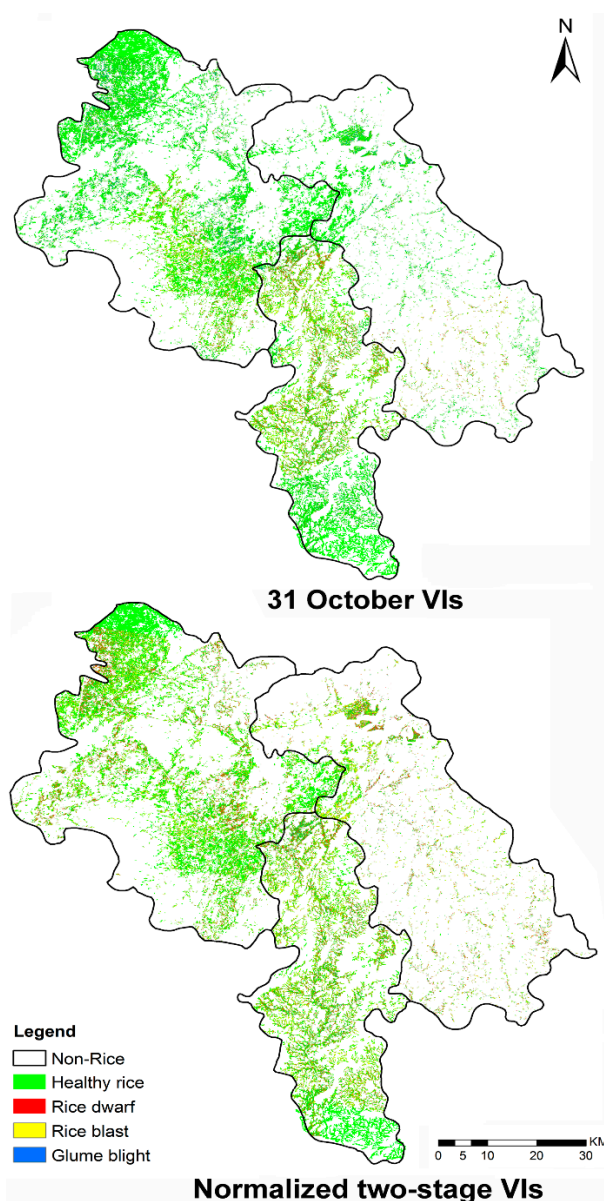 N
31 October VIs
Legend
Non-Rice
Healthy rice
Rice dwarf
Rice blast
Glume blight
KM
0 5 10 20 30
Normalized two-stage VIs